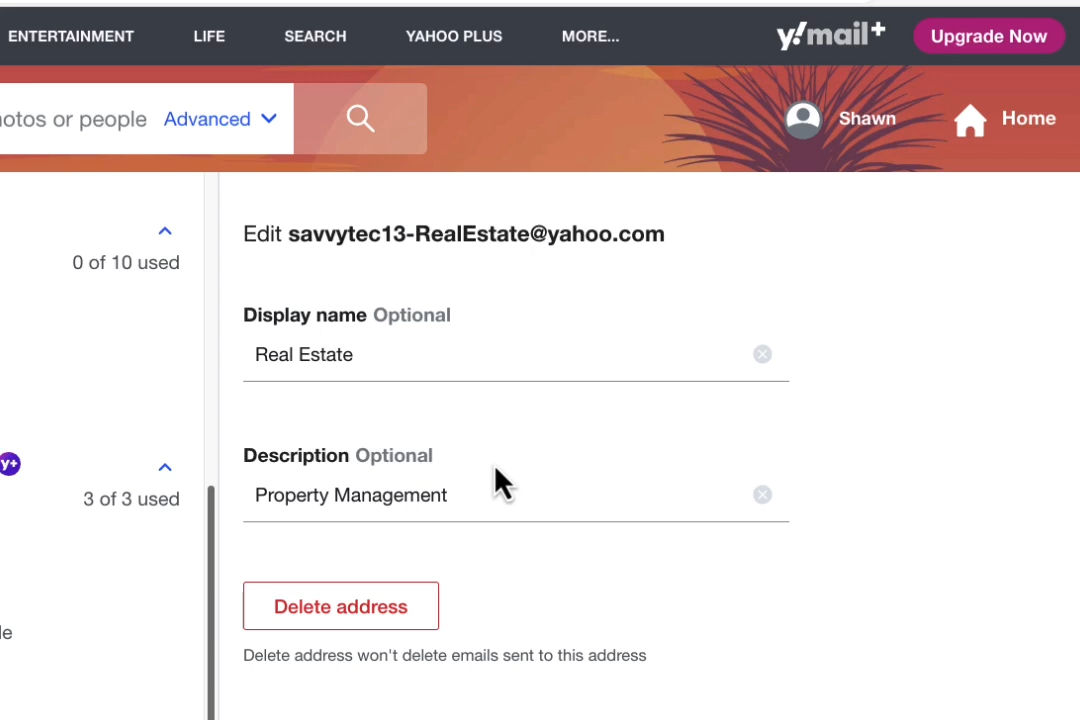 ENTERTAINMENT LIFE SEARCH YAHOO PLUS MORE... y!mail+ Upgrade Now
or people Advanced Shawn Home
0 of 10 used
Edit savvytec13-RealEstate@yahoo.com
Display name Optional
Real Estate
y+
3 of 3 used
Description Optional
Property Management
Delete address
Delete address won't delete emails sent to this address